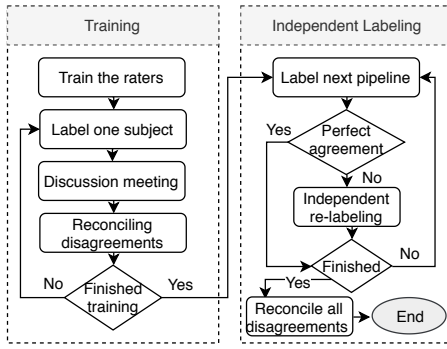 Training
Train the raters
Label one subject
Discussion meeting
Reconciling
disagreements
No
Finished
training
Yes
Independent Labeling
Label next pipeline
Yes
Perfect
agreement
No
Independent
re-labeling
Finished
No
Yes
Reconcile all
disagreements
End